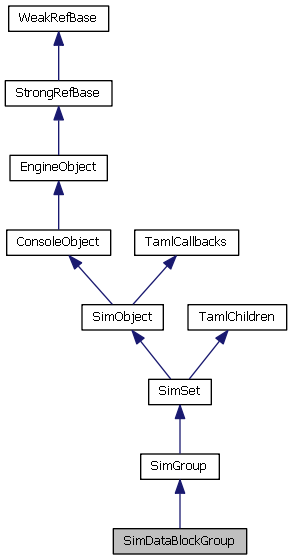 WeakRefBase
StrongRefBase
EngineObject
ConsoleObject
TamlCallbacks
SimObject
TamlChildren
SimSet
SimGroup
SimDataBlockGroup